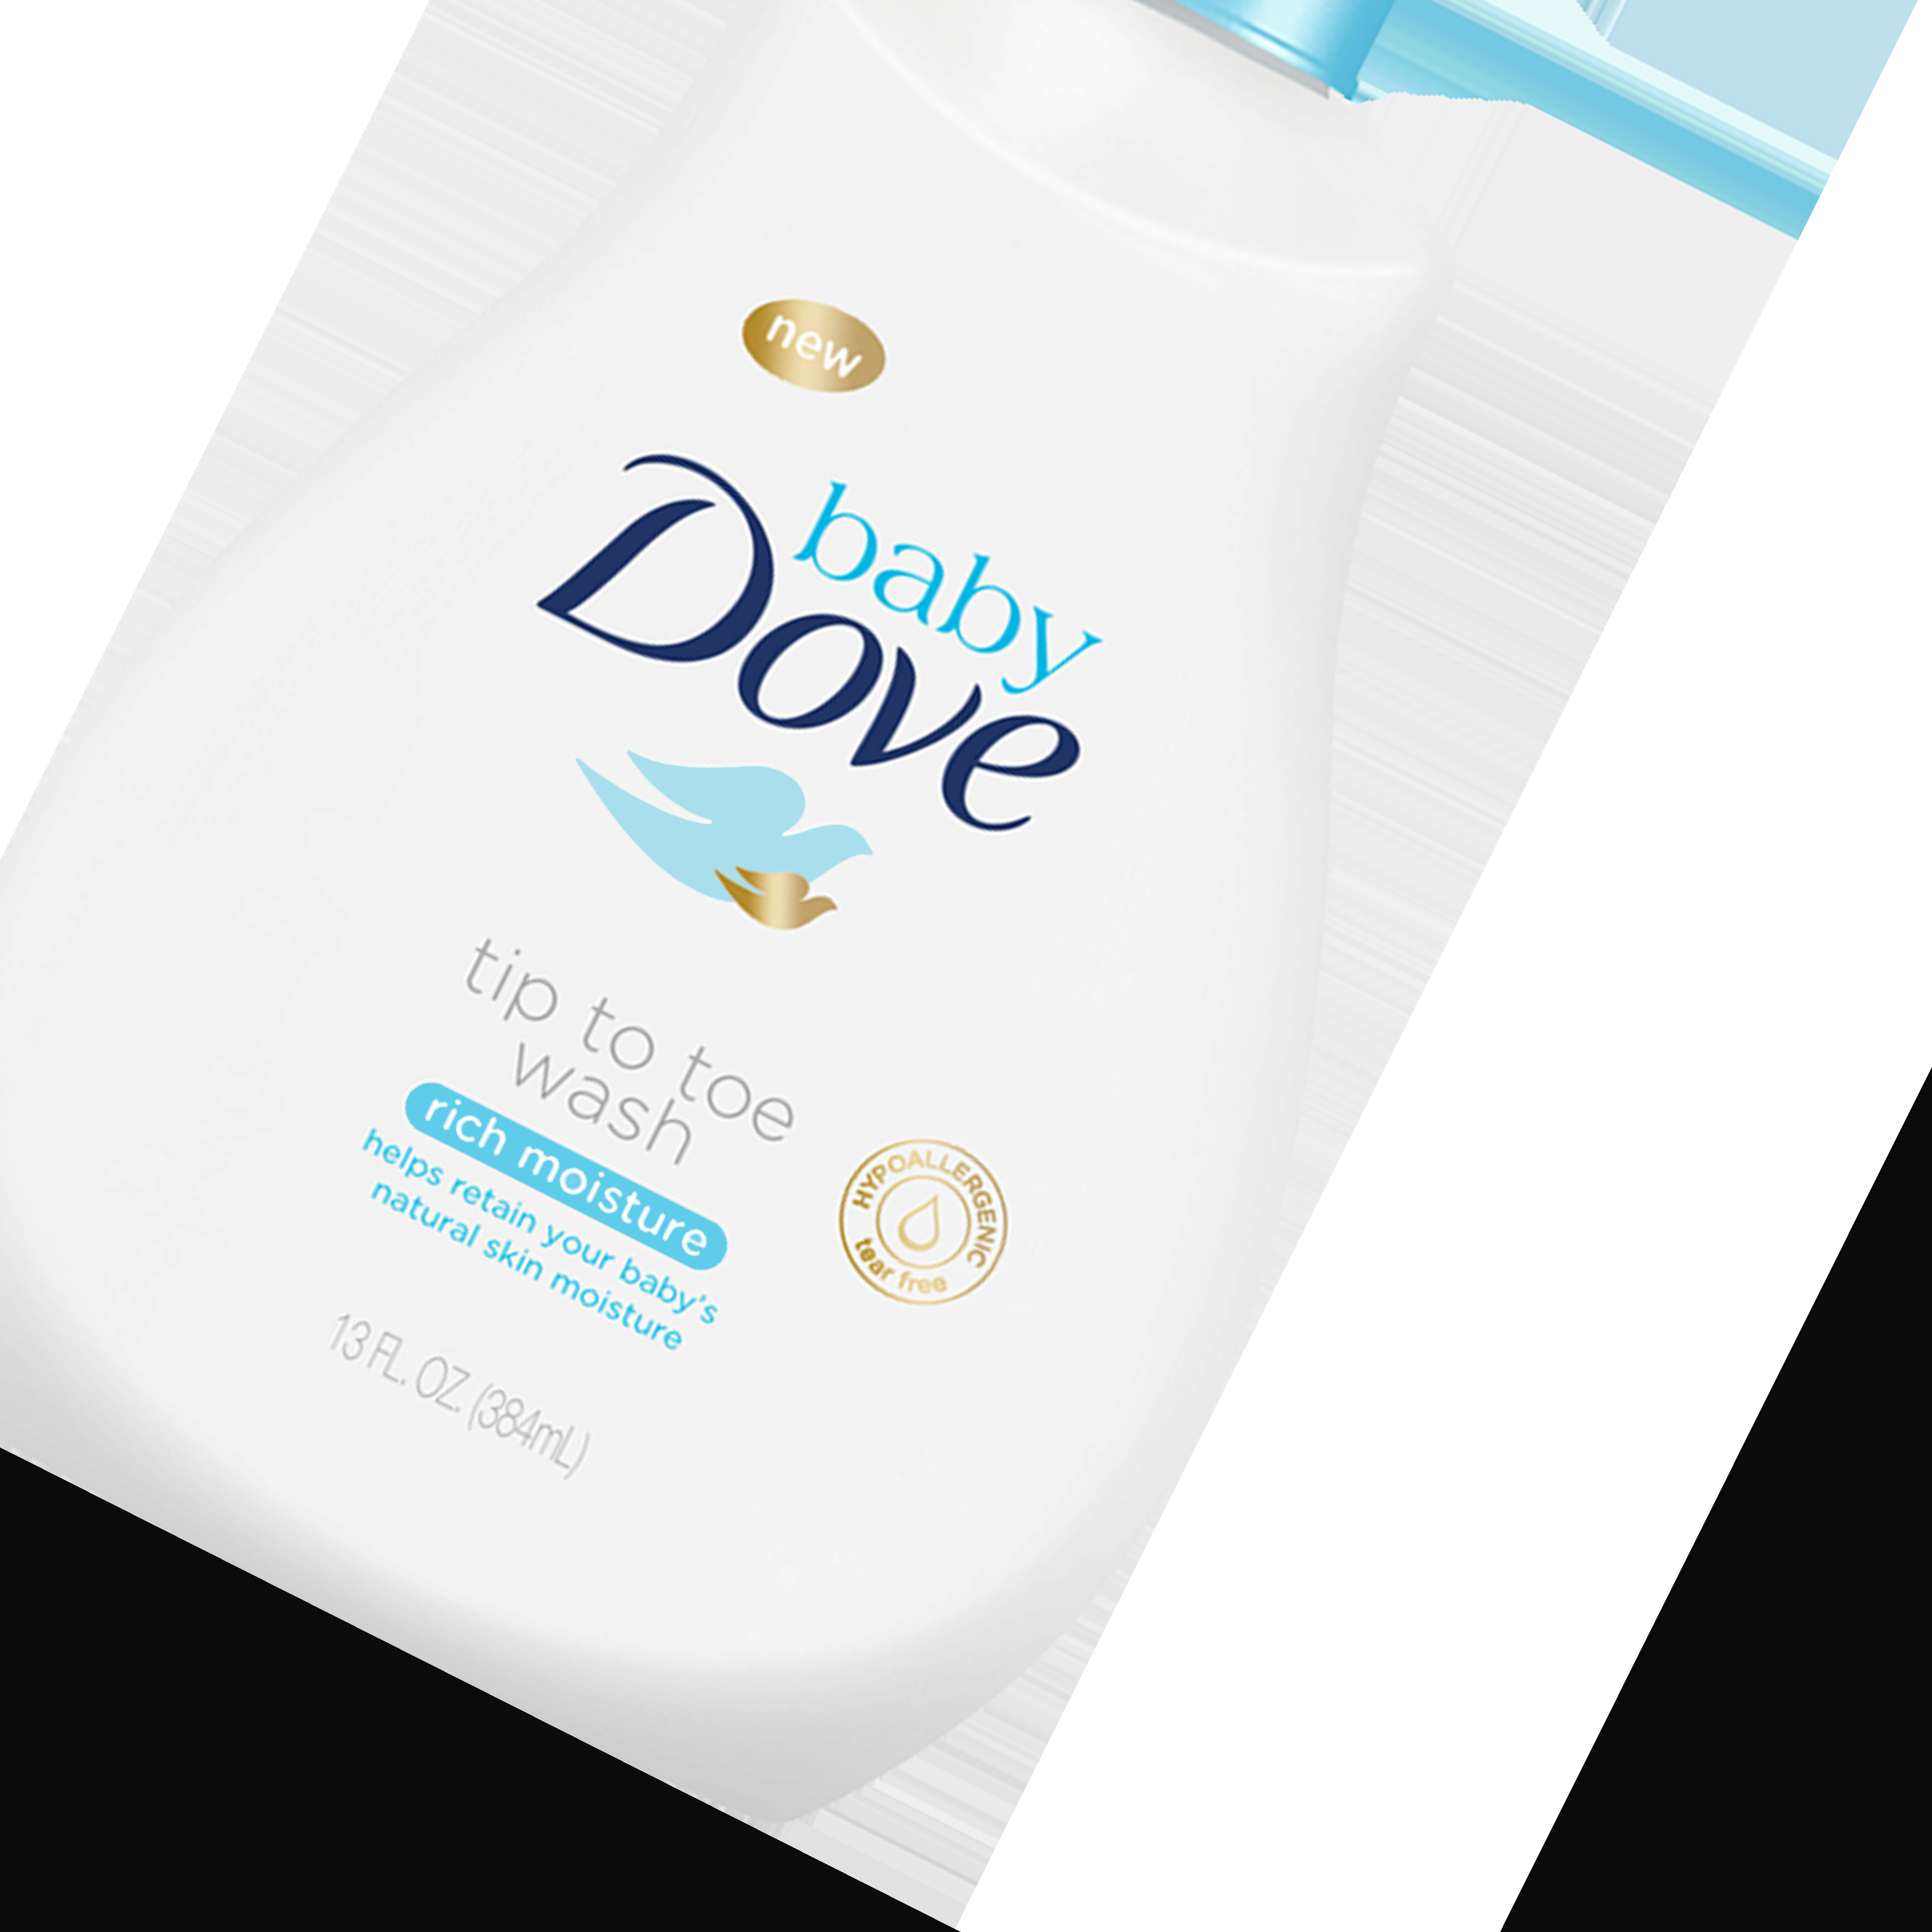 new
baby
Dove
tip to toe
wash
rich moisture
helps retain your baby's
natural skin moisture
HYPOALLERGENIC
tear free
13 FL. OZ. (384mL)